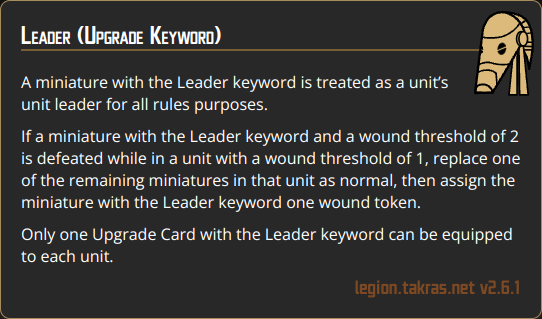 Leader (Upgrade Keyword)
A miniature with the Leader keyword is treated as a unit’s
unit leader for all rules purposes.
If a miniature with the Leader keyword and a wound threshold of 2
is defeated while in a unit with a wound threshold of 1, replace one
of the remaining miniatures in that unit as normal, then assign the
miniature with the Leader keyword one wound token.
Only one Upgrade Card with the Leader keyword can be equipped
to each unit.
legion.takras.net v2.6.1